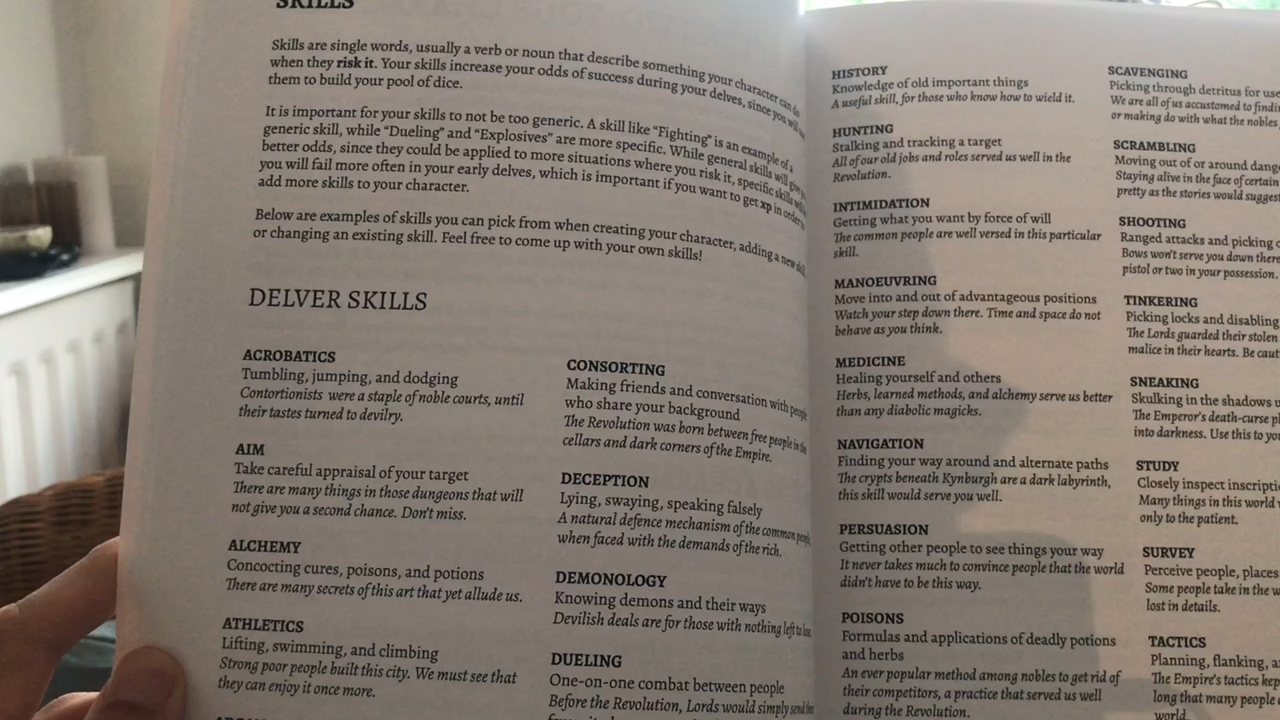 SKILLS
Skills are single words, usually a verb or noun that describe something your character can do
when they risk it. Your skills increase your odds of success during your delves, since you will
them to build your pool of dice.
It is important for your skills to not be too generic. A skill like “Fighting” is an example of a
generic skill, while “Dueling” and “Explosives” are more specific. While general skills will give you
better odds, since they could be applied to more situations where you risk it, specific skills will
you will fail more often in your early delves, which is important if you want to get xp in order to
add more skills to your character.
Below are examples of skills you can pick from when creating your character, adding a new skill,
or changing an existing skill. Feel free to come up with your own skills!
DELVER SKILLS
ACROBATICS
Tumbling, jumping, and dodging
Contortionists were a staple of noble courts, until
their tastes turned to devilry.
AIM
Take careful appraisal of your target
There are many things in those dungeons that will
not give you a second chance. Don't miss.
ALCHEMY
Concocting cures, poisons, and potions
There are many secrets of this art that yet allude us.
ATHLETICS
Lifting, swimming, and climbing
Strong poor people built this city. We must see that
they can enjoy it once more.
CONSORTING
Making friends and conversation with people
who share your background
The Revolution was born between free people in the
cellars and dark corners of the Empire.
DECEPTION
Lying, swaying, speaking falsely
A natural defence mechanism of the common people,
when faced with the demands of the rich.
DEMONOLOGY
Knowing demons and their ways
Devilish deals are for those with nothing left to lose.
DUELING
One-on-one combat between people
Before the Revolution, Lords would simply send
HISTORY
Knowledge of old important things
A useful skill, for those who know how to wield it.
HUNTING
Stalking and tracking a target
All of our old jobs and roles served us well in the
Revolution.
INTIMIDATION
Getting what you want by force of will
The common people are well versed in this particular
skill.
MANOEUVRING
Move into and out of advantageous positions
Watch your step down there. Time and space do not
behave as you think.
MEDICINE
Healing yourself and others
Herbs, learned methods, and alchemy serve us better
than any diabolic magicks.
NAVIGATION
Finding your way around and alternate paths
The crypts beneath Kynburgh are a dark labyrinth,
this skill would serve you well.
PERSUASION
Getting other people to see things your way
It never takes much to convince people that the world
didn't have to be this way.
POISONS
Formulas and applications of deadly potions
and herbs
An ever popular method among nobles to get rid of
their competitors, a practice that served us well
during the Revolution.
SCAVENGING
Picking through detritus for
We are all of us accustomed to
or making do with what the nobles
SCRAMBLING
Moving out of or around
Staying alive in the face of certain
pretty as the stories would
SHOOTING
Ranged attacks and picking
Bows won't serve you down there
pistol or two in your possession.
TINKERING
Picking locks and disabling
The Lords guarded their stolen
malice in their hearts. Be
SNEAKING
Skulking in the shadows
The Emperor's death-curse
into darkness. Use this to
STUDY
Closely inspect
Many things in this world
only to the patient.
SURVEY
Perceive people, places
Some people take in the
lost in details.
TACTICS
Planning, flanking,
The Empire's tactics
long that many people
world